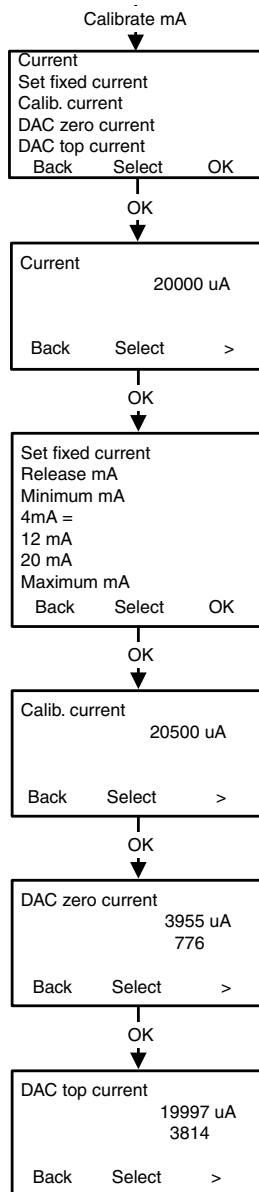 Calibrate mA
Current
Set fixed current
Calib. current
DAC zero current
DAC top current
Back Select OK
OK
Current
20000 uA
Back Select >
OK
Set fixed current
Release mA
Minimum mA
4mA =
12 mA
20 mA
Maximum mA
Back Select OK
OK
Calib. current
20500 uA
Back Select >
OK
DAC zero current
3955 uA
776
Back Select >
OK
DAC top current
19997 uA
3814
Back Select >